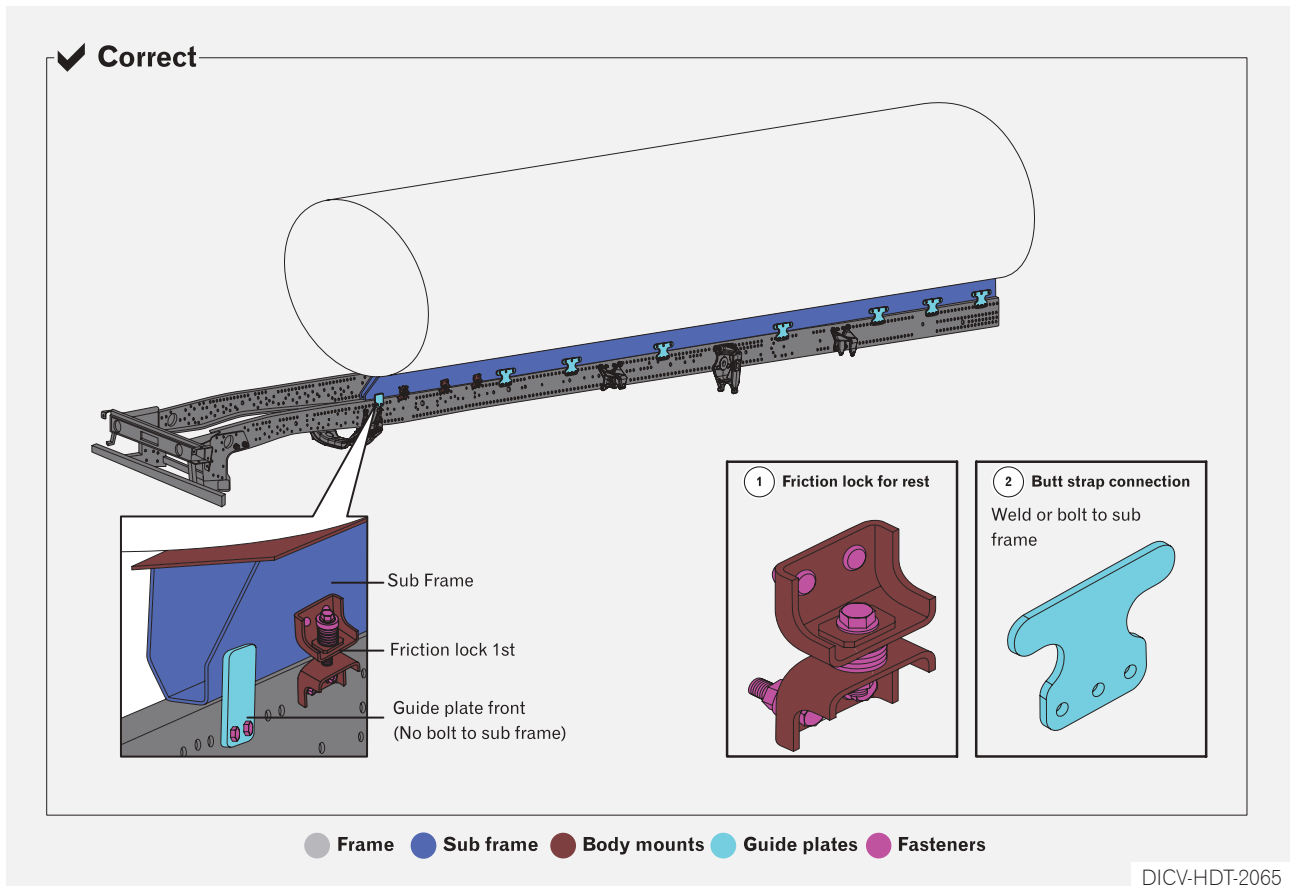 Correct
1 Friction lock for rest
2 Butt strap connection
Weld or bolt to sub
frame
Sub Frame
Friction lock 1st
Guide plate front
(No bolt to sub frame)
Frame Sub frame Body mounts Guide plates Fasteners
DICV-HDT-2065